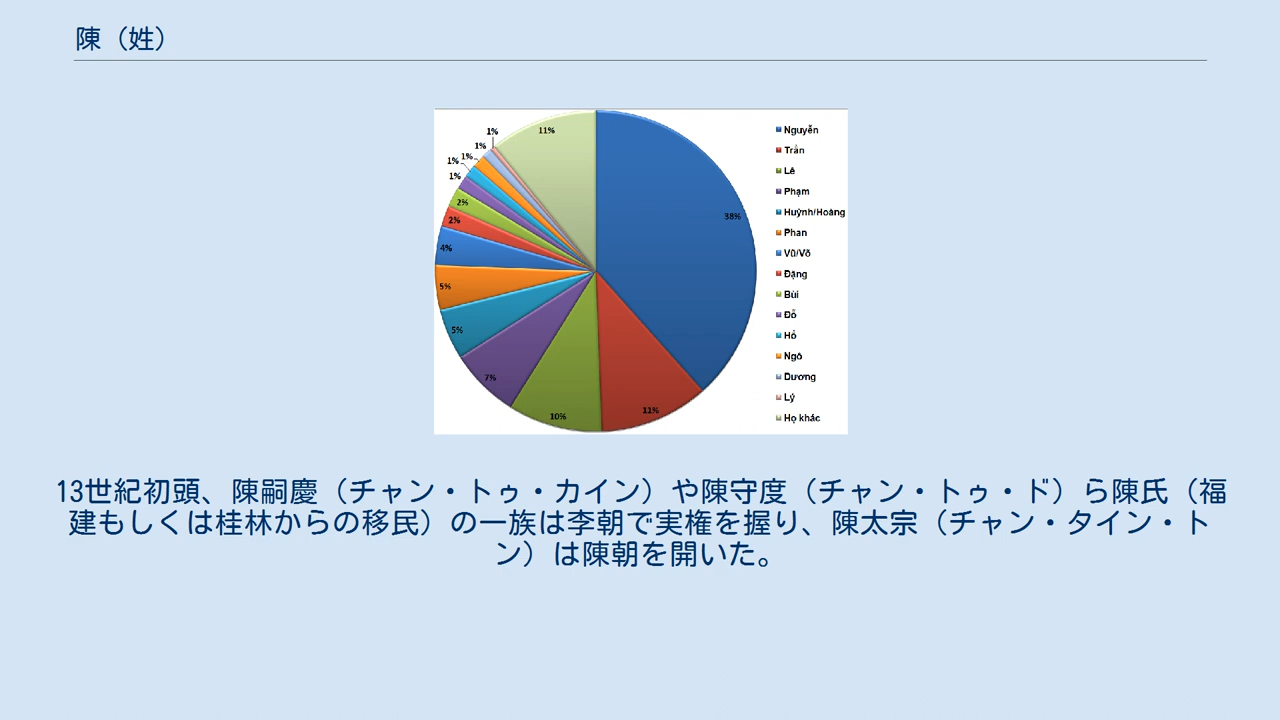 陳（姓）
1%
11%
1%
1%
1%
1%
2%
2%
4%
5%
5%
7%
10%
11%
38%
Nguyễn
Trần
Lê
Phạm
Huỳnh/Hoàng
Phan
Vũ/Võ
Đặng
Bùi
Đỗ
Hồ
Ngô
Dương
Lý
Họ khác
13世紀初頭、陳嗣慶（チャン・トゥ・カイン）や陳守度（チャン・トゥ・ド）ら陳氏（福
建もしくは桂林からの移民）の一族は李朝で実権を握り、陳太宗（チャン・タイン・ト
ン）は陳朝を開いた。